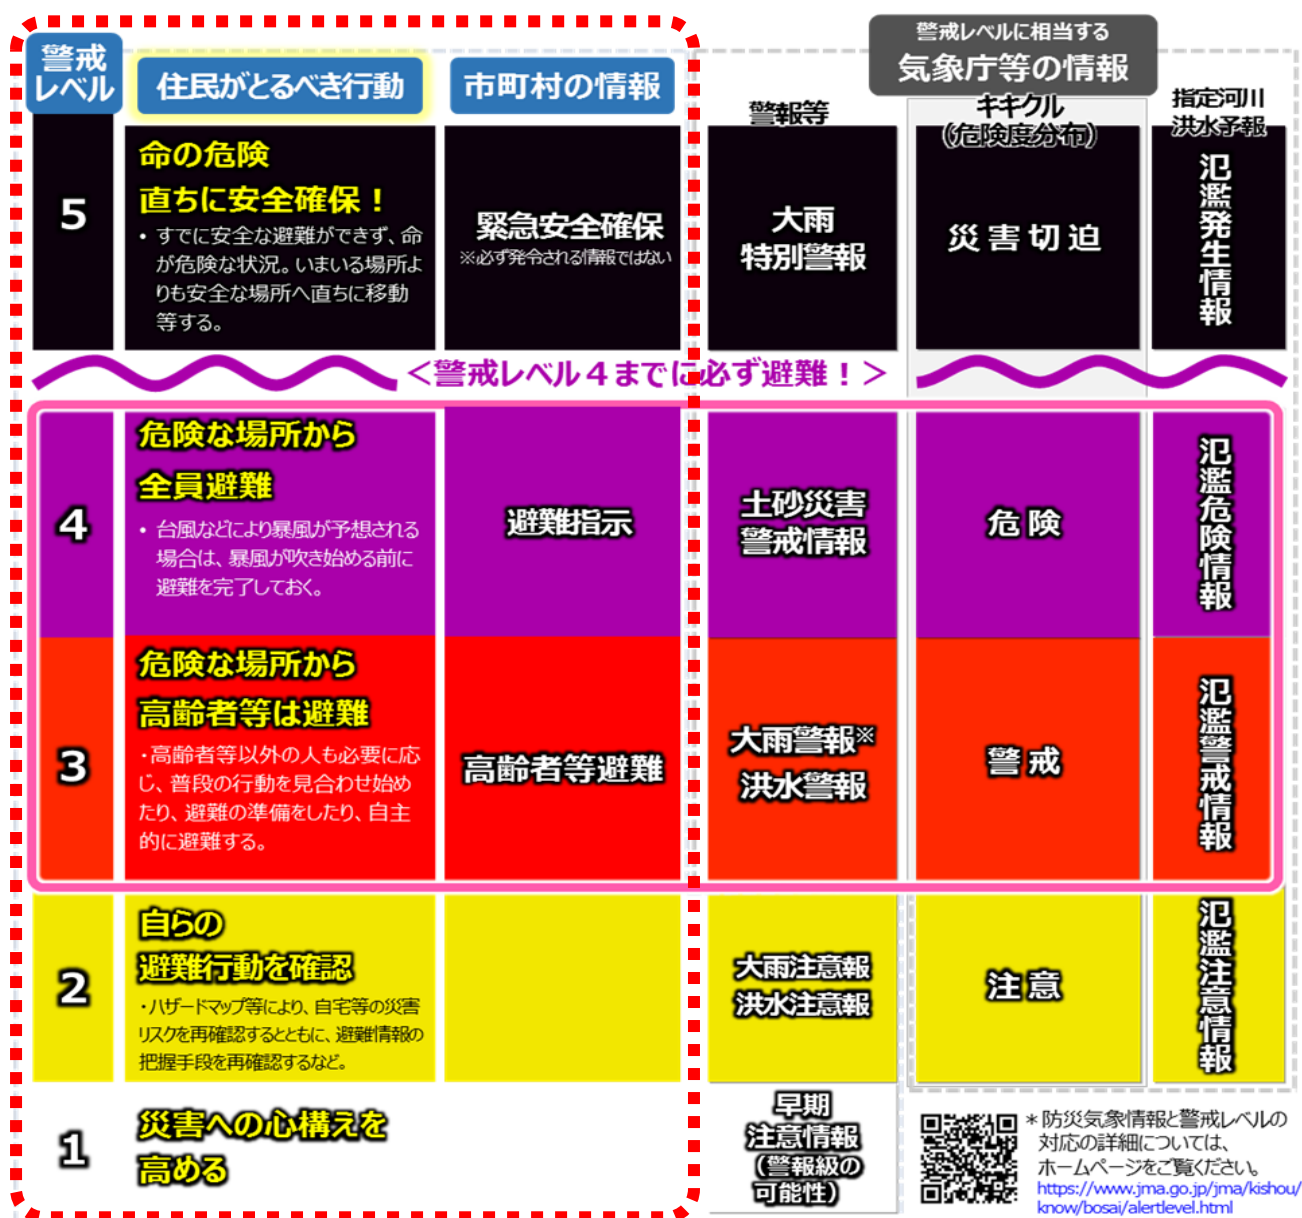 警戒レベルに相当する
気象庁等の情報
警戒
レベル
住民がとるべき行動
市町村の情報
警報等
キキクル
(危険度分布)
指定河川
洪水予報
5
命の危険
直ちに安全確保！
・すでに安全な避難ができず、命
が危険な状況。いまいる場所よ
りも安全な場所へ直ちに移動
等する。
緊急安全確保
※必ず発令される情報ではない
大雨
特別警報
災害切迫
氾濫発生情報
＜警戒レベル４までに必ず避難！＞
4
危険な場所から
全員避難
・台風などにより暴風が予想される
場合は、暴風が吹き始める前に
避難を完了しておく。
避難指示
土砂災害
警戒情報
危険
氾濫危険情報
3
危険な場所から
高齢者等は避難
・高齢者等以外の人も必要に応
じ、普段の行動を見合わせ始め
たり、避難の準備をしたり、自主
的に避難する。
高齢者等避難
大雨警報※
洪水警報
警戒
氾濫警戒情報
2
自らの
避難行動を確認
・ハザードマップ等により、自宅等の災害
リスクを再確認するとともに、避難情報の
把握手段を再確認するなど。
大雨注意報
洪水注意報
注意
氾濫注意情報
1
災害への心構えを
高める
早期
注意情報
(警報級の
可能性)
＊防災気象情報と警戒レベルの
対応の詳細については、
ホームページをご覧ください。
https://www.jma.go.jp/jma/kishou/
know/bosai/alertlevel.html